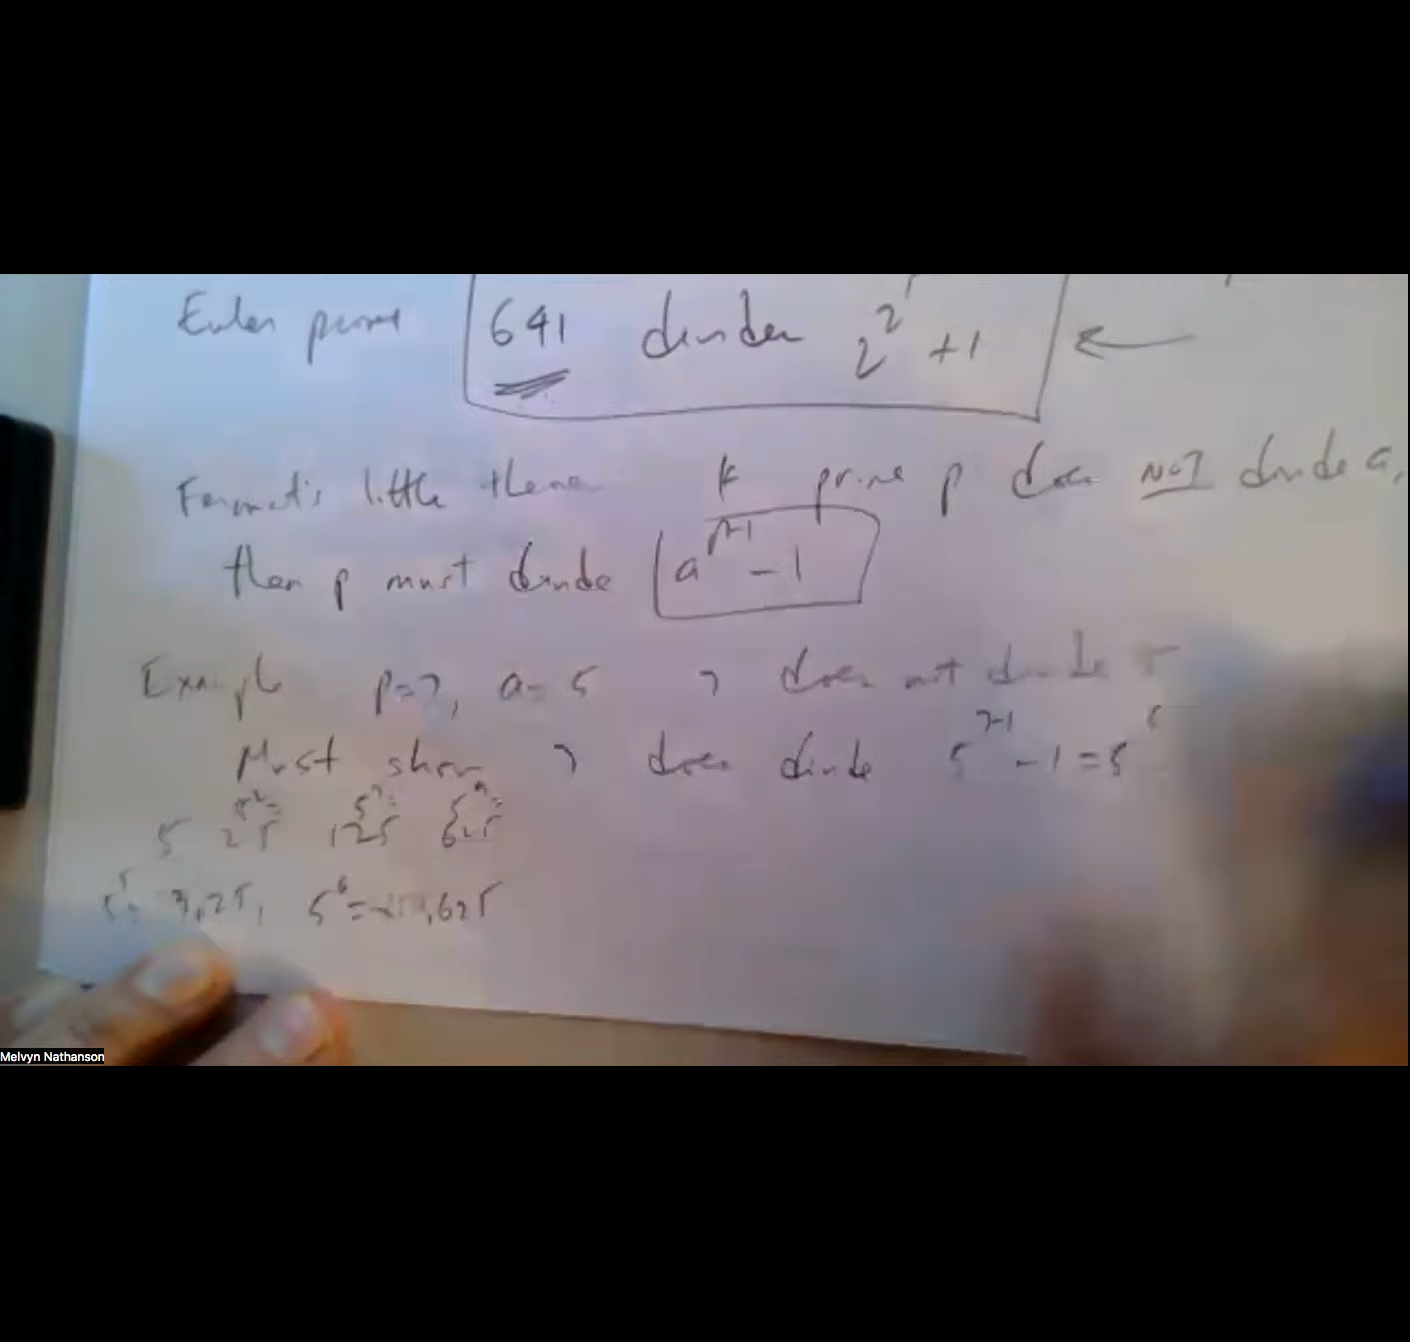 Euler proved 641 divides 2^2 + 1 ←
Fermat's little theorem If prime p does NOT divide a,
then p must divide a^p-1 - 1
Example p=7, a=5 7 does not divide 5
Must show 7 does divide 5^7-1 - 1 = 5^6
5 5^2= 25 5^3= 125 5^4= 625
5^5= 3,125, 5^6= ,625
Melvyn Nathanson